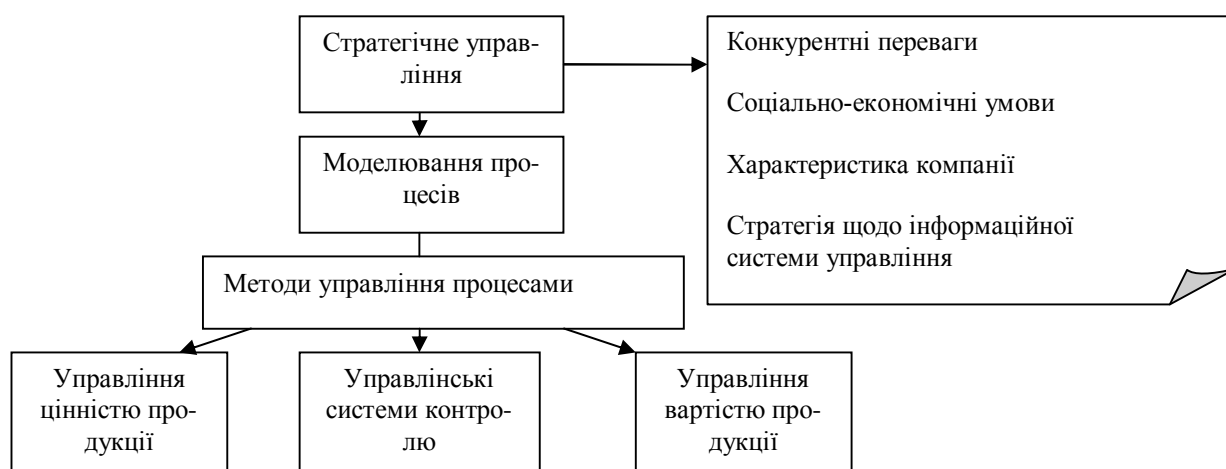 Стратегічне управ-
ління
Конкурентні переваги
Соціально-економічні умови
Характеристика компанії
Стратегія щодо інформаційної
системи управління
Моделювання про-
цесів
Методи управління процесами
Управління
цінністю про-
дукції
Управлінські
системи контро-
лю
Управління
вартістю про-
дукції